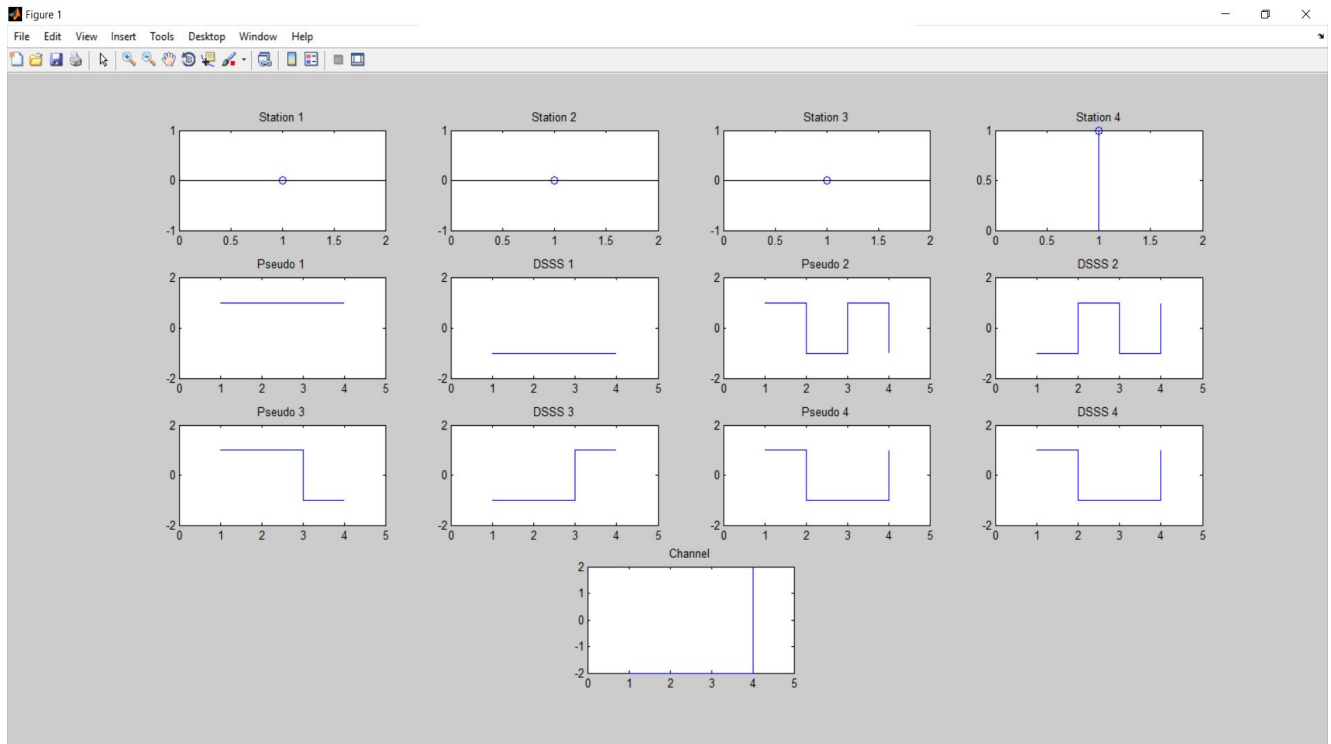 Figure 1
File Edit View Insert Tools Desktop Window Help
Station 1 Station 2 Station 3 Station 4
1 1 1 1
0 0 0 0.5
-1 -1 -1 0
0 0.5 1 1.5 2 0 0.5 1 1.5 2 0 0.5 1 1.5 2 0 0.5 1 1.5 2
Pseudo 1 DSSS 1 Pseudo 2 DSSS 2
2 2 2 2
0 0 0 0
-2 -2 -2 -2
0 1 2 3 4 5 0 1 2 3 4 5 0 1 2 3 4 5 0 1 2 3 4 5
Pseudo 3 DSSS 3 Pseudo 4 DSSS 4
2 2 2 2
0 0 0 0
-2 -2 -2 -2
0 1 2 3 4 5 0 1 2 3 4 5 0 1 2 3 4 5 0 1 2 3 4 5
Channel
2
1
0
-1
-2
0 1 2 3 4 5